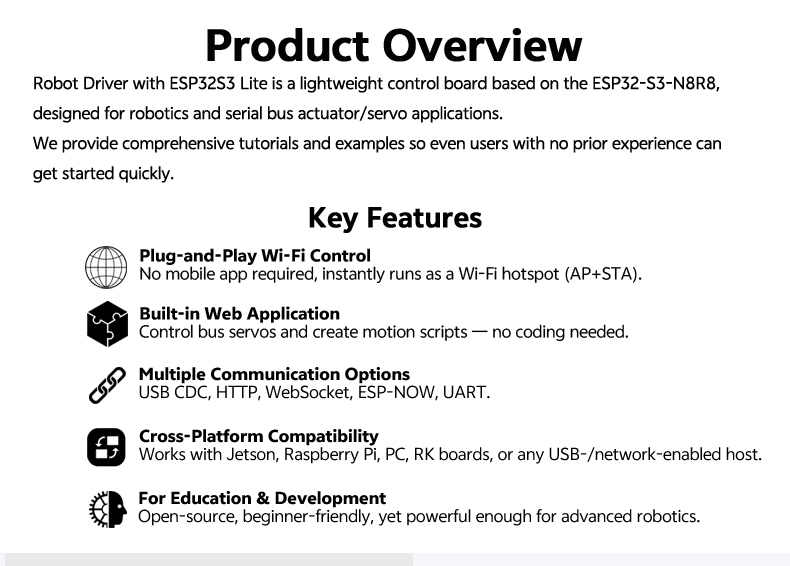 Product Overview
Robot Driver with ESP32S3 Lite is a lightweight control board based on the ESP32-S3-N8R8,
designed for robotics and serial bus actuator/servo applications.
We provide comprehensive tutorials and examples so even users with no prior experience can
get started quickly.
Key Features
Plug-and-Play Wi-Fi Control
No mobile app required, instantly runs as a Wi-Fi hotspot (AP+STA).
Built-in Web Application
Control bus servos and create motion scripts — no coding needed.
Multiple Communication Options
USB CDC, HTTP, WebSocket, ESP-NOW, UART.
Cross-Platform Compatibility
Works with Jetson, Raspberry Pi, PC, RK boards, or any USB-/network-enabled host.
For Education & Development
Open-source, beginner-friendly, yet powerful enough for advanced robotics.